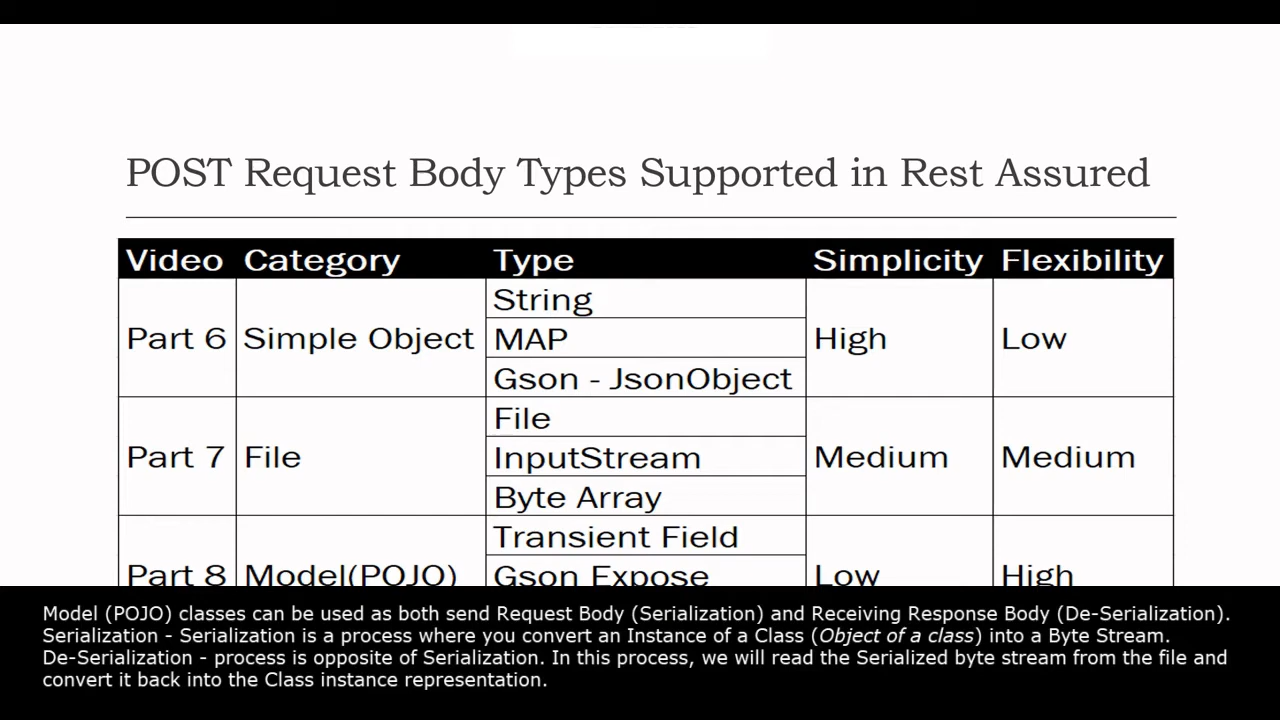 POST Request Body Types Supported in Rest Assured
Video Category Type Simplicity Flexibility
String
Part 6 Simple Object MAP High Low
Gson - JsonObject
File
Part 7 File InputStream Medium Medium
Byte Array
Transient Field
Part 8 Model(POJO) Gson Expose Low High
Model (POJO) classes can be used as both send Request Body (Serialization) and Receiving Response Body (De-Serialization).
Serialization - Serialization is a process where you convert an Instance of a Class (Object of a class) into a Byte Stream.
De-Serialization - process is opposite of Serialization. In this process, we will read the Serialized byte stream from the file and
convert it back into the Class instance representation.